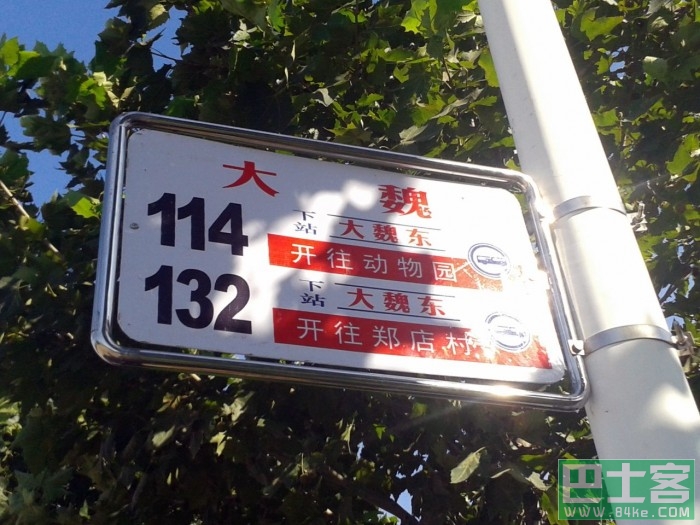 大 魏
114 下站 大魏东
开往动物园
132 下站 大魏东
开往郑店村
巴士客
www.84ke.com